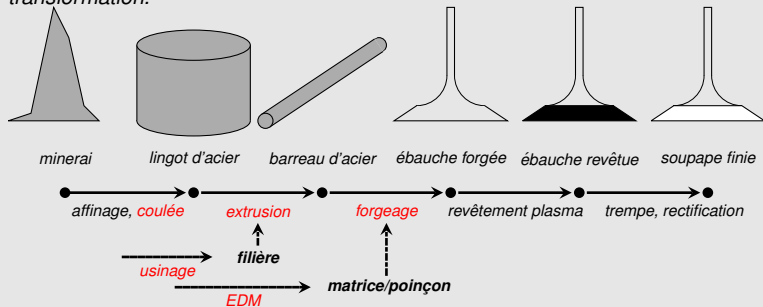 transformation.
minerai lingot d'acier barreau d'acier ébauche forgée ébauche revêtue soupape finie
affinage, coulée extrusion forgeage revêtement plasma trempe, rectification
usinage filière
EDM matrice/poinçon